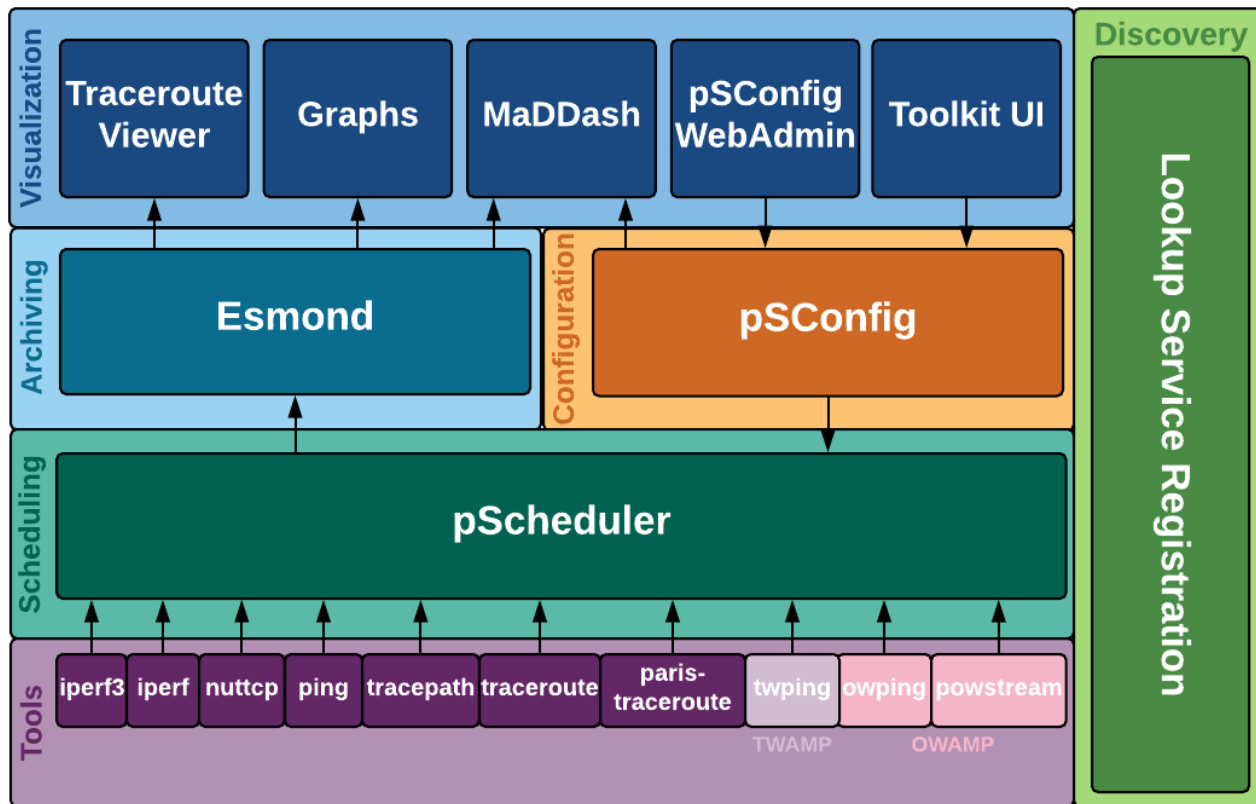 Visualization
Traceroute
Viewer
Graphs
MaDDash
pSConfig
WebAdmin
Toolkit UI
Discovery
Lookup Service Registration
Archiving
Esmond
Configuration
pSConfig
Scheduling
pScheduler
Tools
iperf3
iperf
nuttcp
ping
tracepath
traceroute
paris-
traceroute
twping
owping
powstream
TWAMP
OWAMP